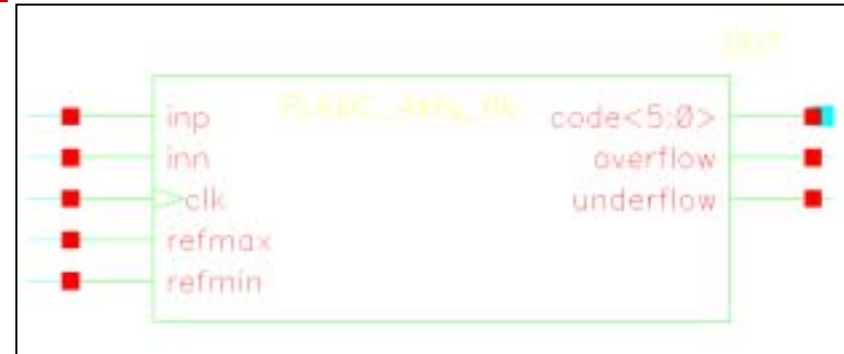 inp code<5:0>
inn overflow
clk underflow
refmax
refmin